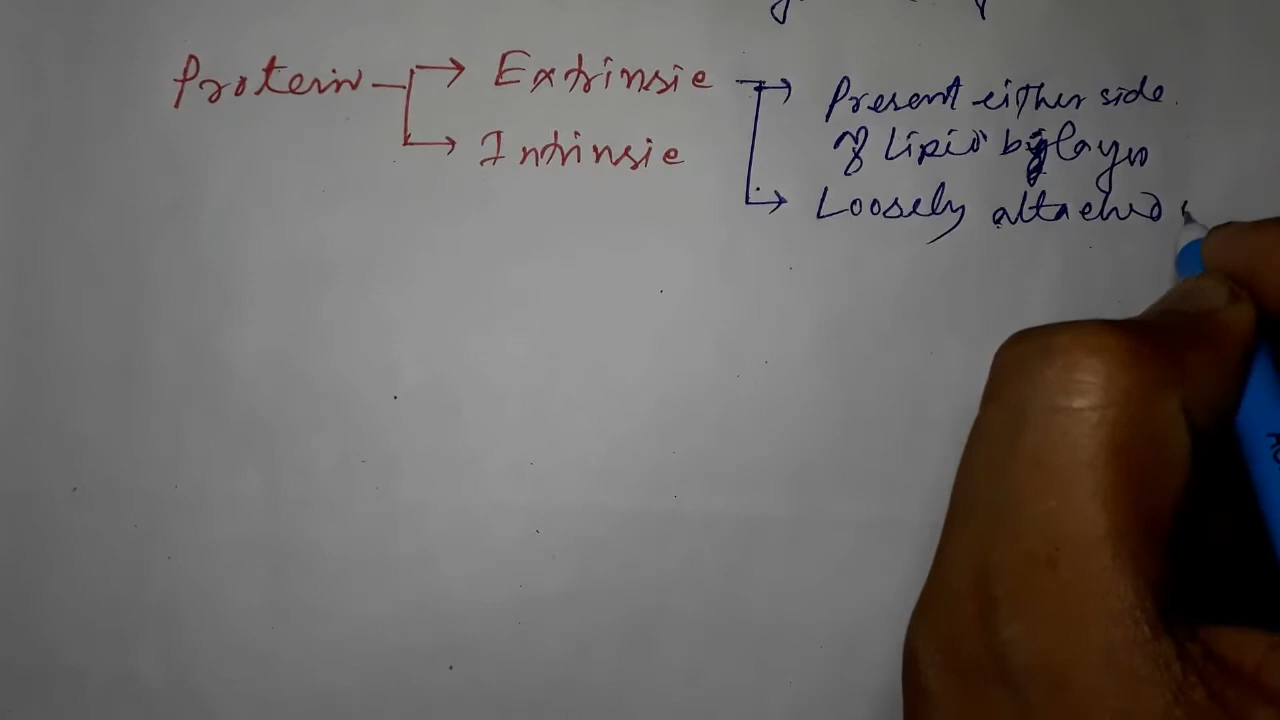 Protein → Extrinsic → Present either side
of lipid bilayer
→ Intrinsic → Loosely attached